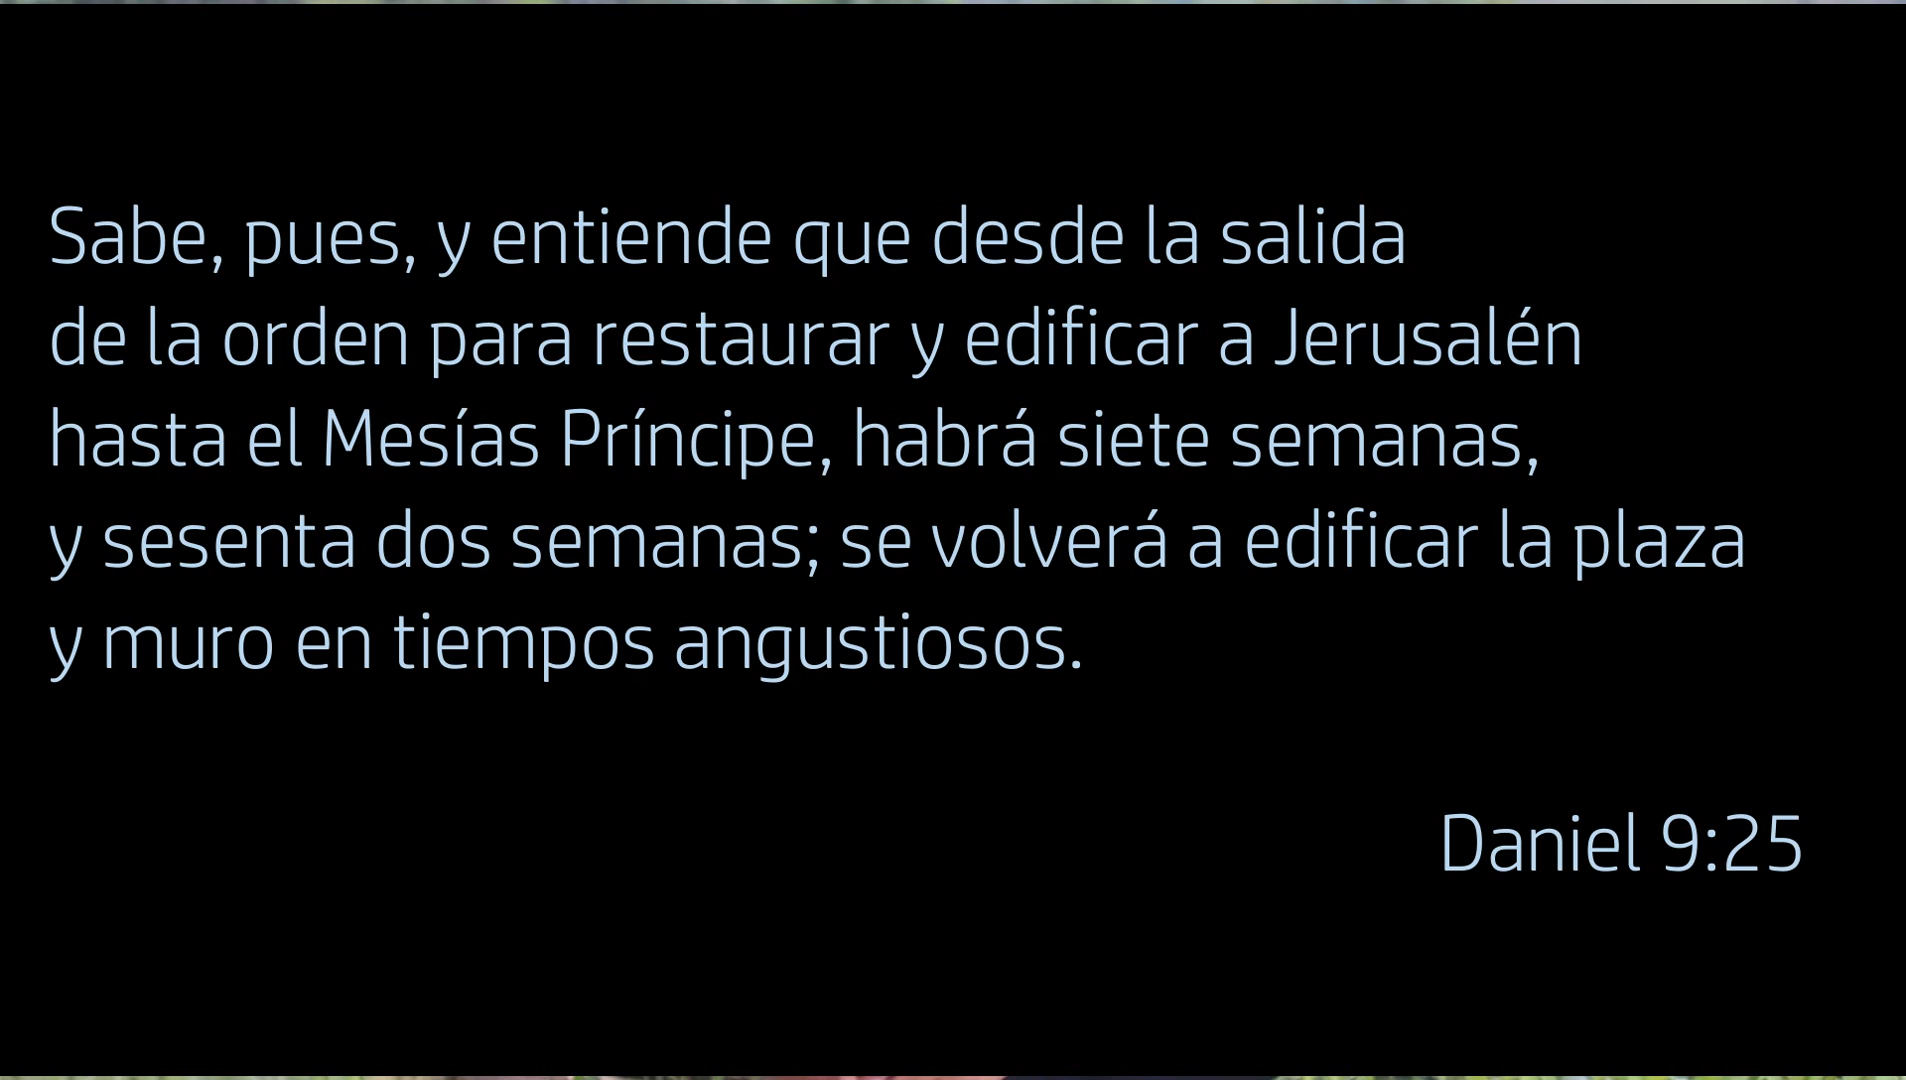 Sabe, pues, y entiende que desde la salida
de la orden para restaurar y edificar a Jerusalén
hasta el Mesías Príncipe, habrá siete semanas,
y sesenta dos semanas; se volverá a edificar la plaza
y muro en tiempos angustiosos.
Daniel 9:25